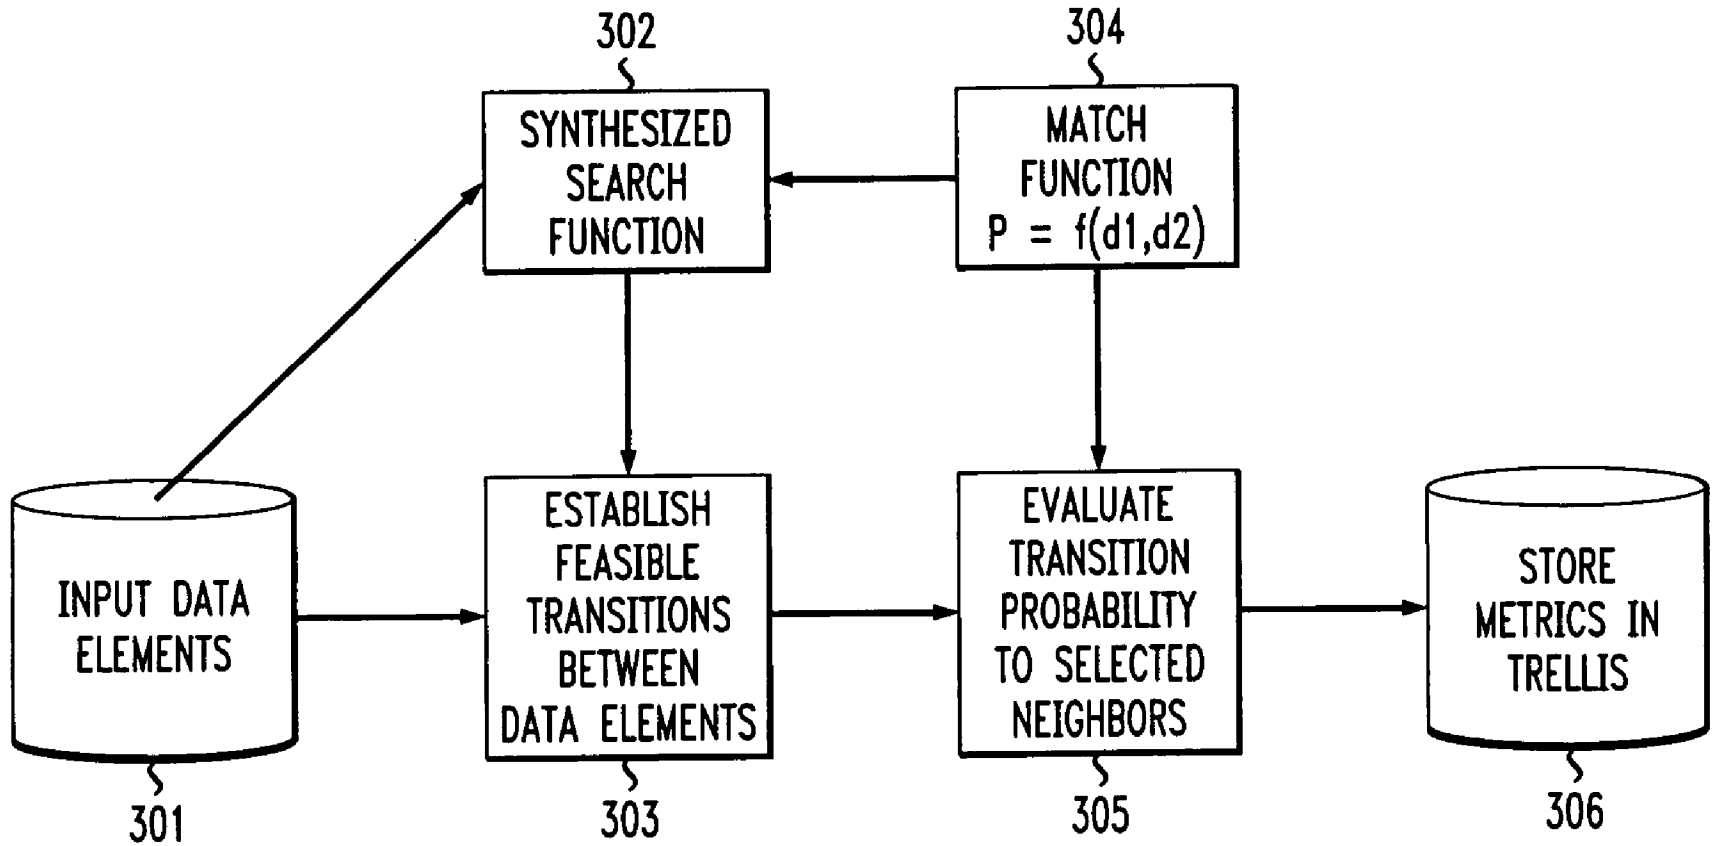 302
304
SYNTHESIZED
SEARCH
FUNCTION
MATCH
FUNCTION
P = f(d1,d2)
INPUT DATA
ELEMENTS
ESTABLISH
FEASIBLE
TRANSITIONS
BETWEEN
DATA ELEMENTS
EVALUATE
TRANSITION
PROBABILITY
TO SELECTED
NEIGHBORS
STORE
METRICS IN
TRELLIS
301
303
305
306